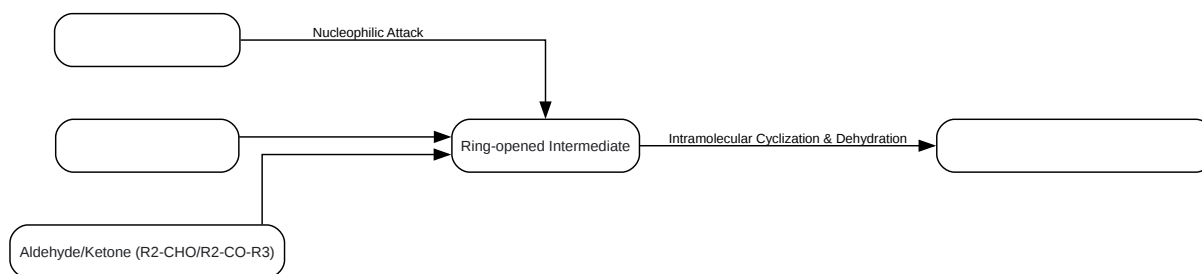 Nucleophilic Attack
Ring-opened Intermediate
Intramolecular Cyclization & Dehydration
Aldehyde/Ketone (R2-CHO/R2-CO-R3)